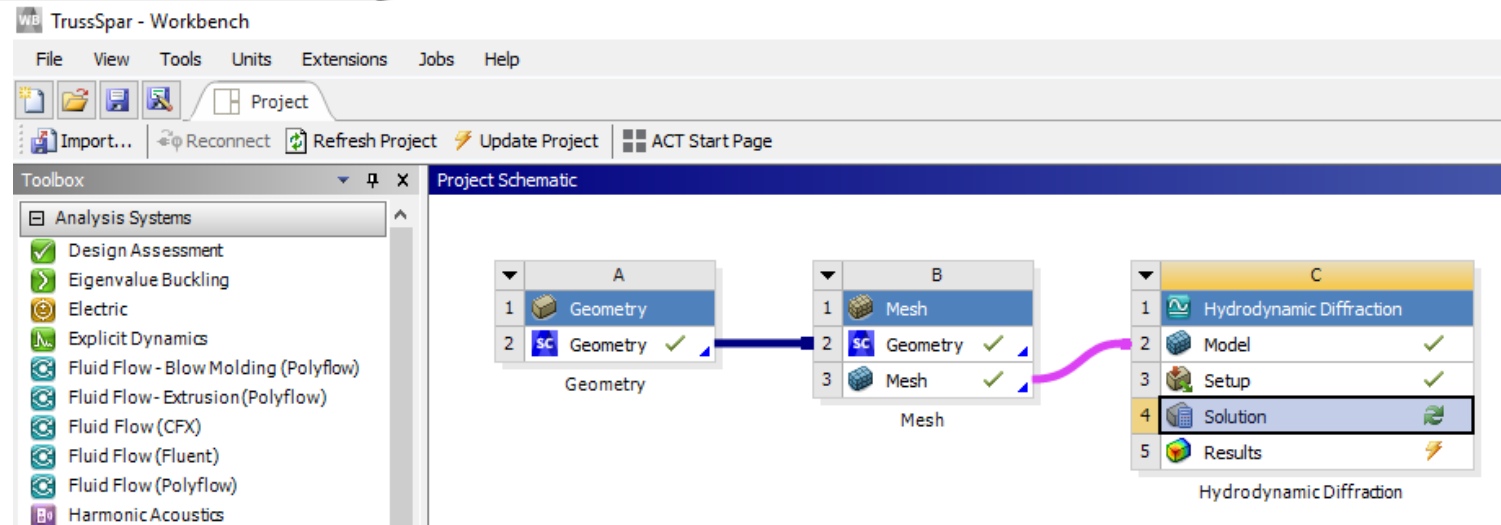 WB TrussSpar - Workbench
File View Tools Units Extensions Jobs Help
Project
Import... Reconnect Refresh Project Update Project ACT Start Page
Toolbox
Project Schematic
Analysis Systems
Design Assessment
Eigenvalue Buckling
Electric
Explicit Dynamics
Fluid Flow - Blow Molding (Polyflow)
Fluid Flow- Extrusion (Polyflow)
Fluid Flow (CFX)
Fluid Flow (Fluent)
Fluid Flow (Polyflow)
Harmonic Acoustics
A
1 Geometry
2 SC Geometry
Geometry
B
1 Mesh
2 SC Geometry
3 Mesh
Mesh
C
1 Hydrodynamic Diffraction
2 Model
3 Setup
4 Solution
5 Results
Hydrodynamic Diffraction